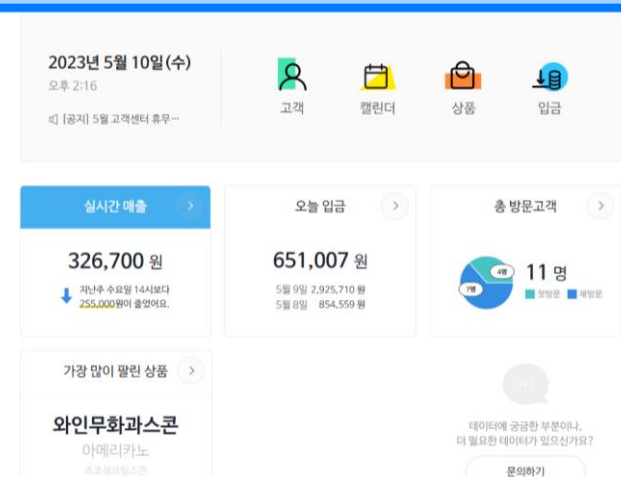 2023년 5월 10일(수)
오후 2:16
[공지] 5월 고객센터 휴무…
고객
캘린더
상품
입금
실시간 매출
326,700 원
지난주 수요일 14시보다
255,000원이 줄었어요.
오늘 입금
651,007 원
5월 9일 2,925,710 원
5월 8일 854,559 원
총 방문고객
4명
7명
11 명
첫방문 재방문
가장 많이 팔린 상품
와인무화과스콘
아메리카노
초코생크림스콘
데이터에 궁금한 부분이나,
더 필요한 데이터가 있으신가요?
문의하기